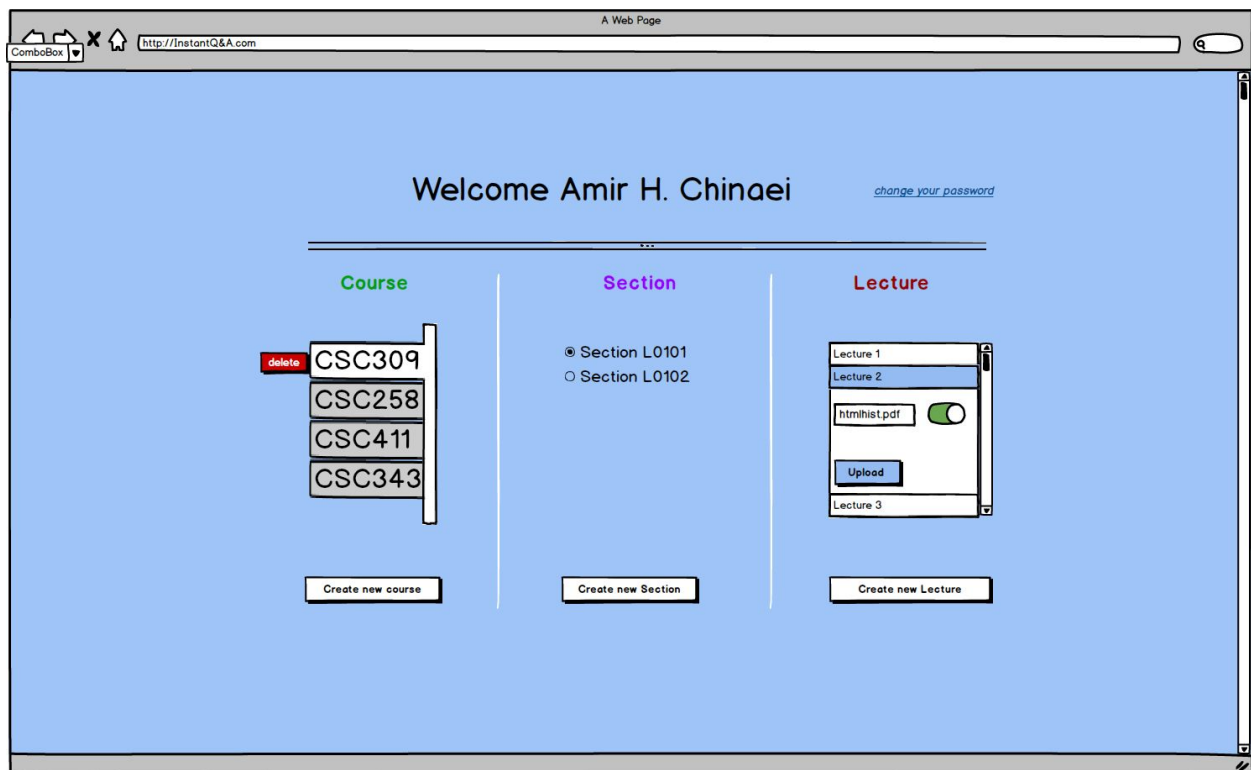 A Web Page
http://InstantQ&A.com
ComboBox
Welcome Amir H. Chinaei
change your password
Course
Section
Lecture
delete
CSC309
CSC258
CSC411
CSC343
Section L0101
Section L0102
Lecture 1
Lecture 2
htmlhist.pdf
Upload
Lecture 3
Create new course
Create new Section
Create new Lecture